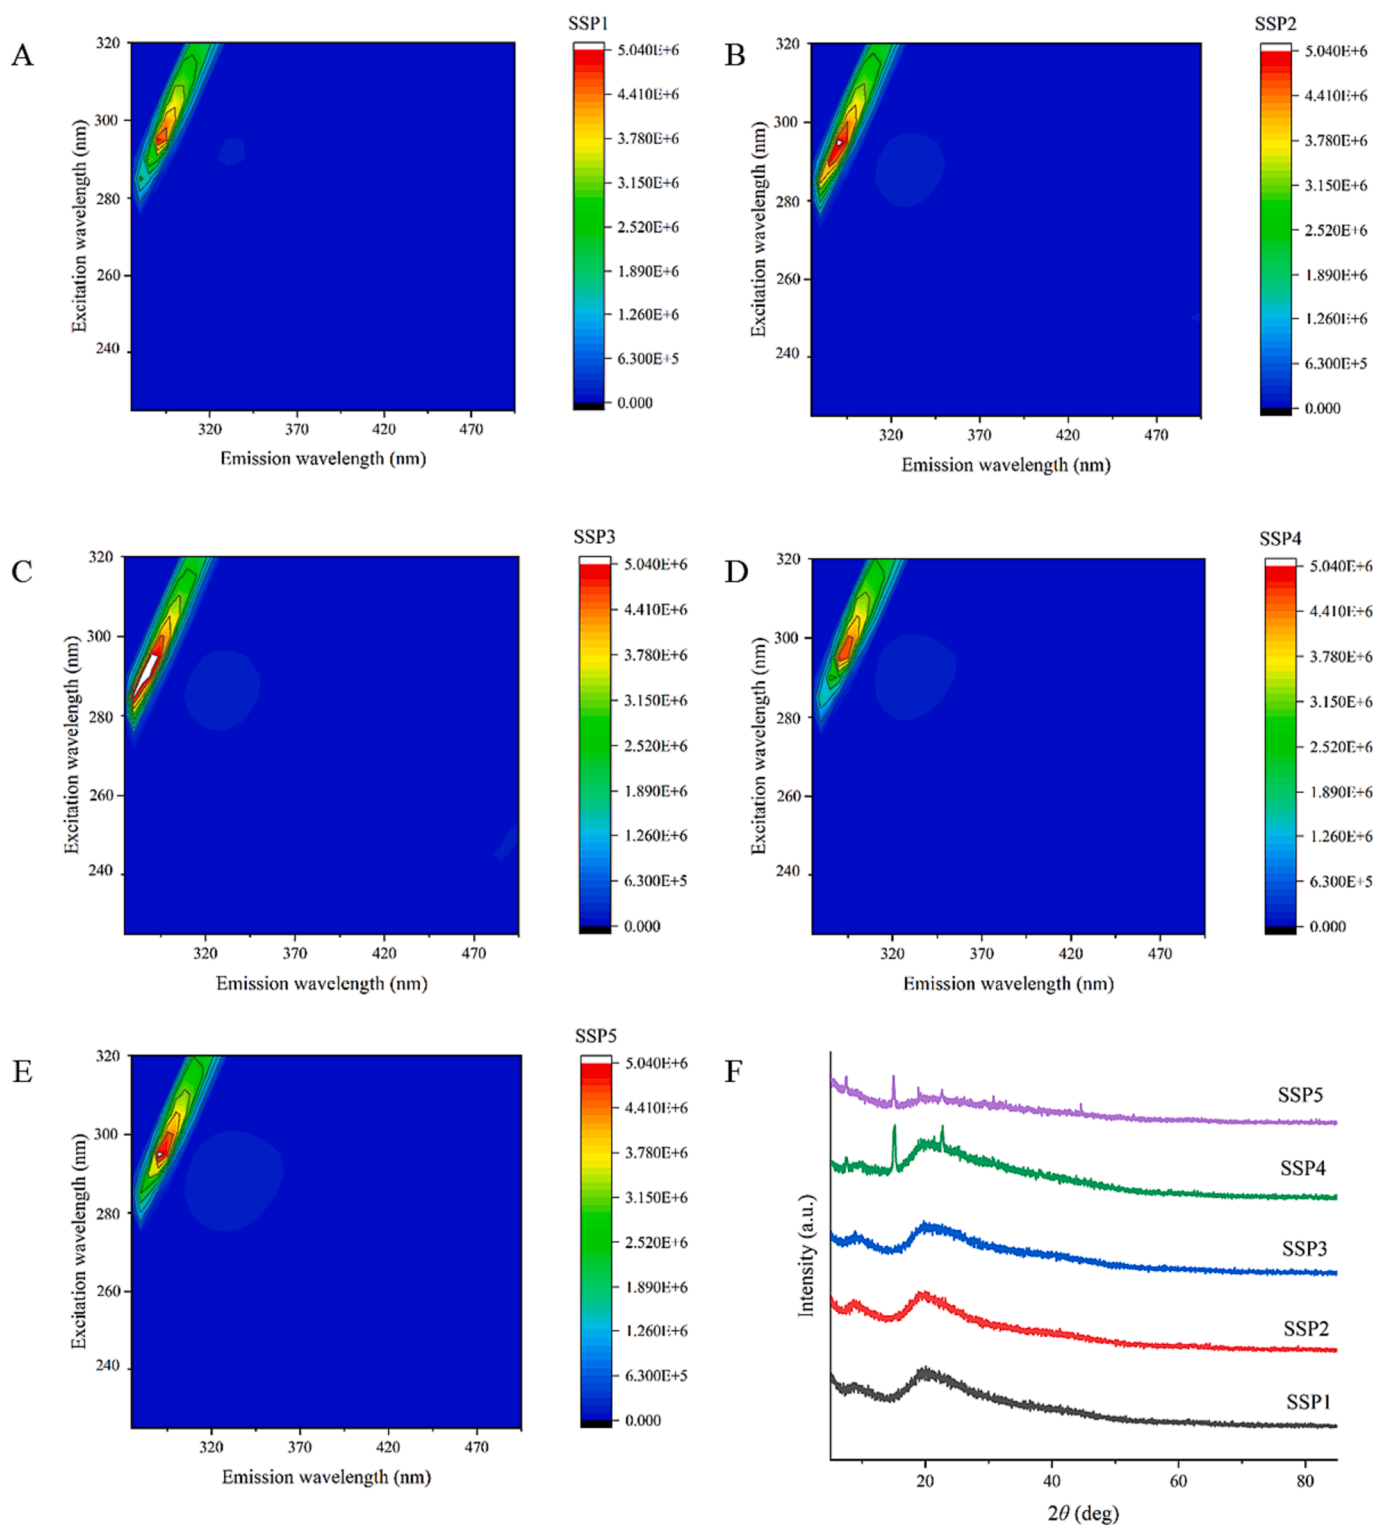 A
SSP1
320
300
280
260
240
Excitation wavelength (nm)
320 370 420 470
Emission wavelength (nm)
5.040E+6
4.410E+6
3.780E+6
3.150E+6
2.520E+6
1.890E+6
1.260E+6
6.300E+5
0.000
B
SSP2
320
300
280
260
240
Excitation wavelength (nm)
320 370 420 470
Emission wavelength (nm)
5.040E+6
4.410E+6
3.780E+6
3.150E+6
2.520E+6
1.890E+6
1.260E+6
6.300E+5
0.000
C
SSP3
320
300
280
260
240
Excitation wavelength (nm)
320 370 420 470
Emission wavelength (nm)
5.040E+6
4.410E+6
3.780E+6
3.150E+6
2.520E+6
1.890E+6
1.260E+6
6.300E+5
0.000
D
SSP4
320
300
280
260
240
Excitation wavelength (nm)
320 370 420 470
Emission wavelength (nm)
5.040E+6
4.410E+6
3.780E+6
3.150E+6
2.520E+6
1.890E+6
1.260E+6
6.300E+5
0.000
E
SSP5
320
300
280
260
240
Excitation wavelength (nm)
320 370 420 470
Emission wavelength (nm)
5.040E+6
4.410E+6
3.780E+6
3.150E+6
2.520E+6
1.890E+6
1.260E+6
6.300E+5
0.000
F
SSP5
SSP4
SSP3
SSP2
SSP1
Intensity (a.u.)
20 40 60 80
2θ (deg)